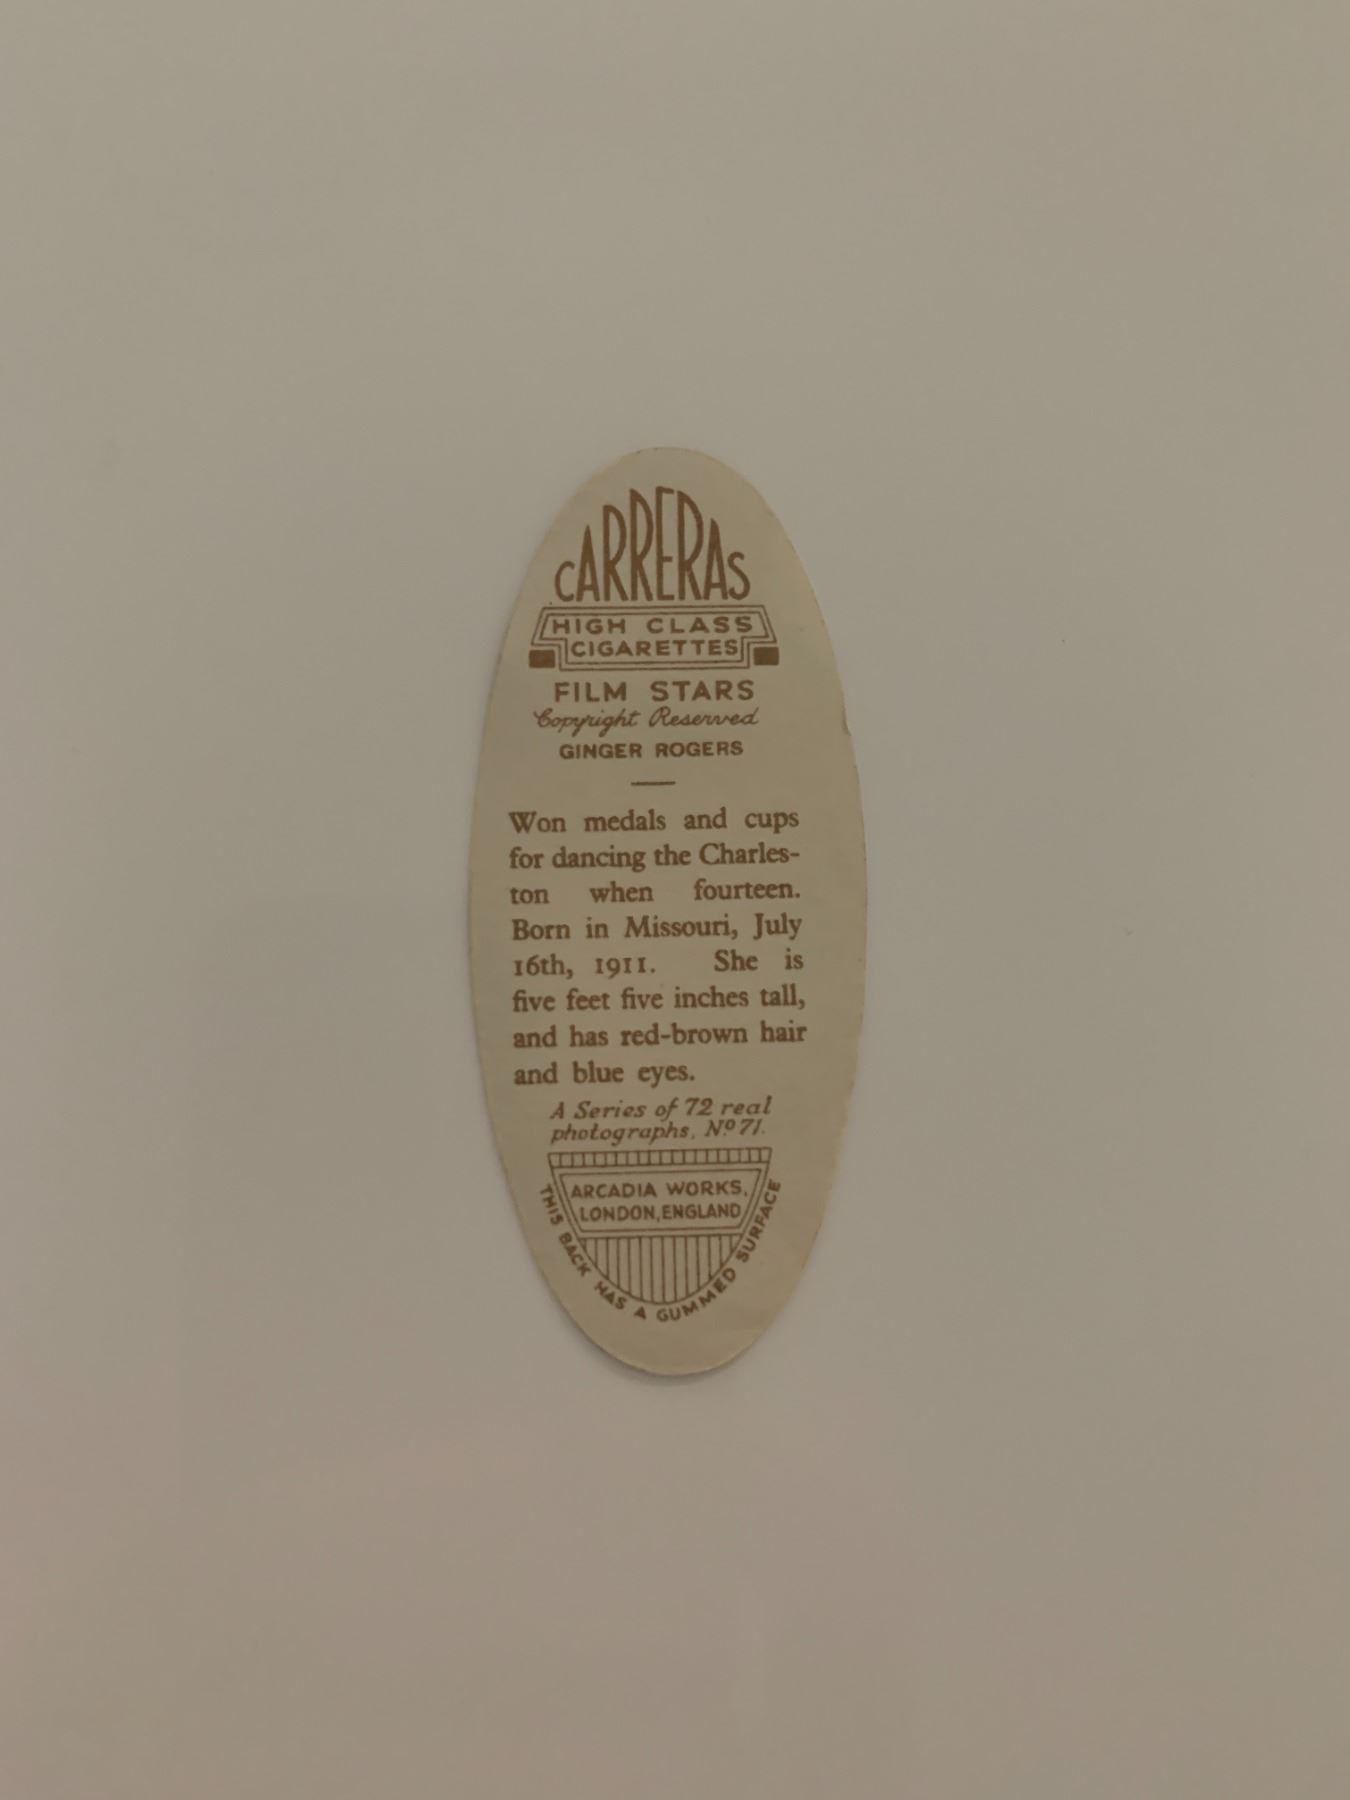 CARRERAS
HIGH CLASS
CIGARETTES
FILM STARS
Copyright Reserved
GINGER ROGERS
Won medals and cups
for dancing the Charles-
ton when fourteen.
Born in Missouri, July
16th, 1911. She is
five feet five inches tall,
and has red-brown hair
and blue eyes.
A Series of 72 real
photographs, Nº 71.
ARCADIA WORKS,
LONDON, ENGLAND
THIS BACK HAS A GUMMED SURFACE